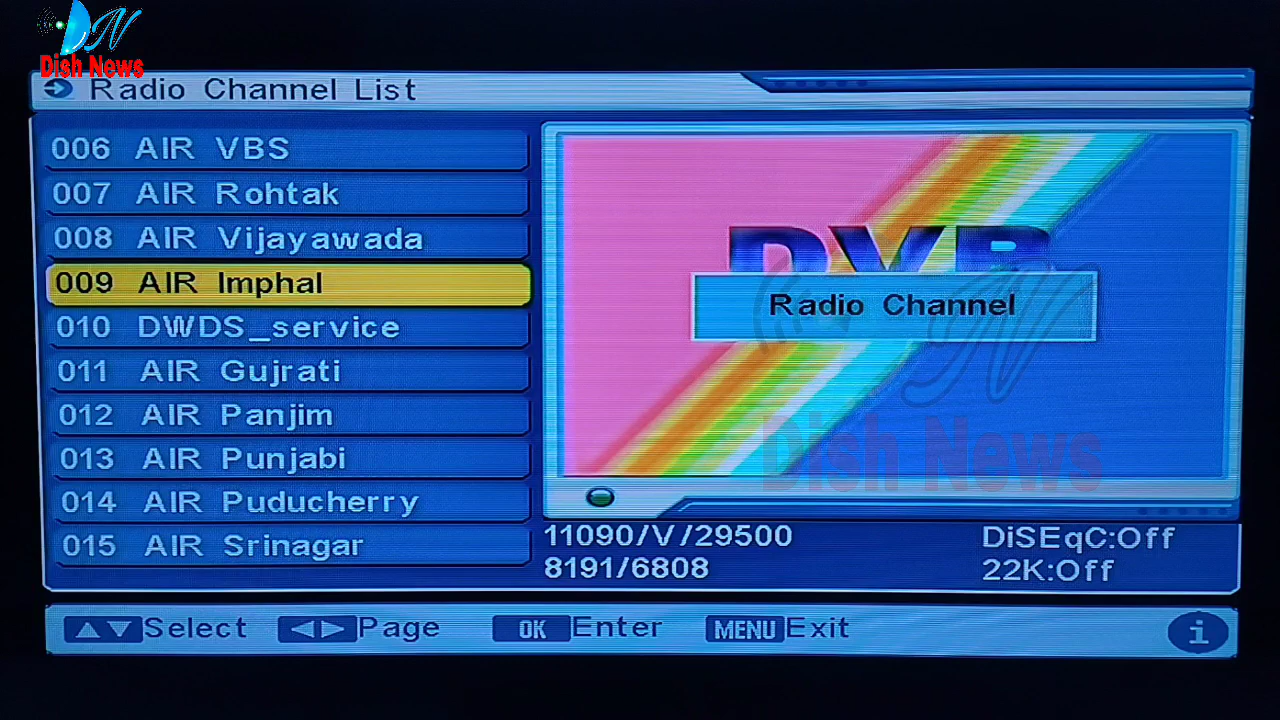 DN
Dish News
Radio Channel List
006 AIR VBS
007 AIR Rohtak
008 AIR Vijayawada
009 AIR Imphal
010 DWDS_service
011 AIR Gujrati
012 AIR Panjim
013 AIR Punjabi
014 AIR Puducherry
015 AIR Srinagar
DVB
Radio Channel
N
Dish News
11090/V/29500
8191/6808
DiSEqC:Off
22K:Off
Select
Page
OK Enter
MENU Exit
i